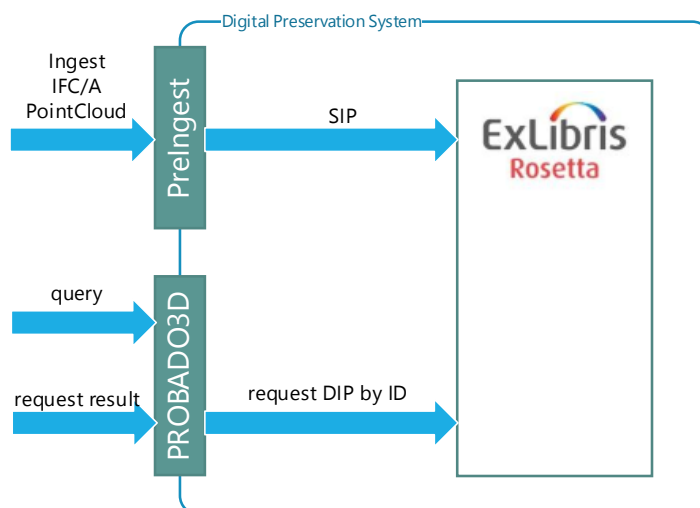 Digital Preservation System
Ingest
IFC/A
PointCloud
PreIngest
SIP
ExLibris
Rosetta
query
PROBADO3D
request result
request DIP by ID